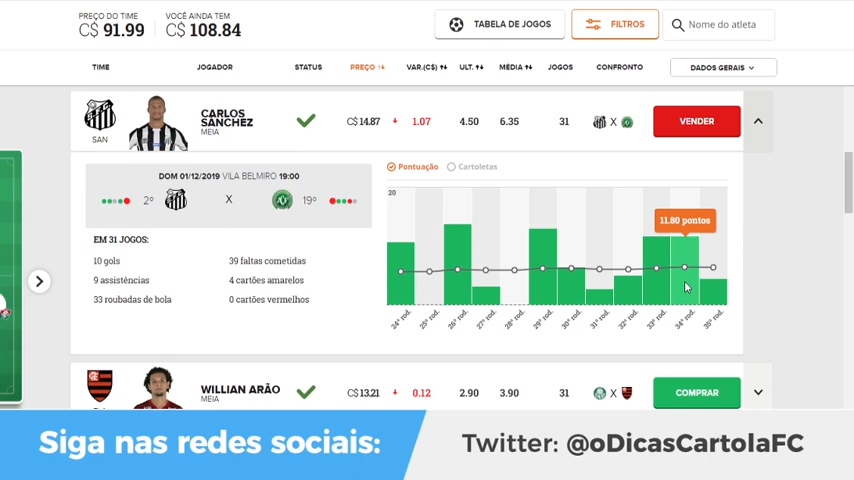 PREÇO DO TIME
C$ 91.99
VOCÊ AINDA TEM
C$ 108.84
TABELA DE JOGOS
FILTROS
Nome do atleta
TIME JOGADOR STATUS PREÇO VAR.(C$) ULT. MÉDIA JOGOS CONFRONTO DADOS GERAIS
SAN
CARLOS
SANCHEZ
MEIA
C$ 14.87 1.07 4.50 6.35 31 X VENDER
DOM 01/12/2019 VILA BELMIRO 19:00
2º X 19º
EM 31 JOGOS:
10 gols 39 faltas cometidas
9 assistências 4 cartões amarelos
33 roubadas de bola 0 cartões vermelhos
Pontuação Cartoletas
20
11.80 pontos
24ª rod. 25ª rod. 26ª rod. 27ª rod. 28ª rod. 29ª rod. 30ª rod. 31ª rod. 32ª rod. 33ª rod. 34ª rod. 35ª rod.
WILLIAN ARÃO
MEIA
C$ 13.21 0.12 2.90 3.90 31 X COMPRAR
Siga nas redes sociais:
Twitter: @oDicasCartolaFC